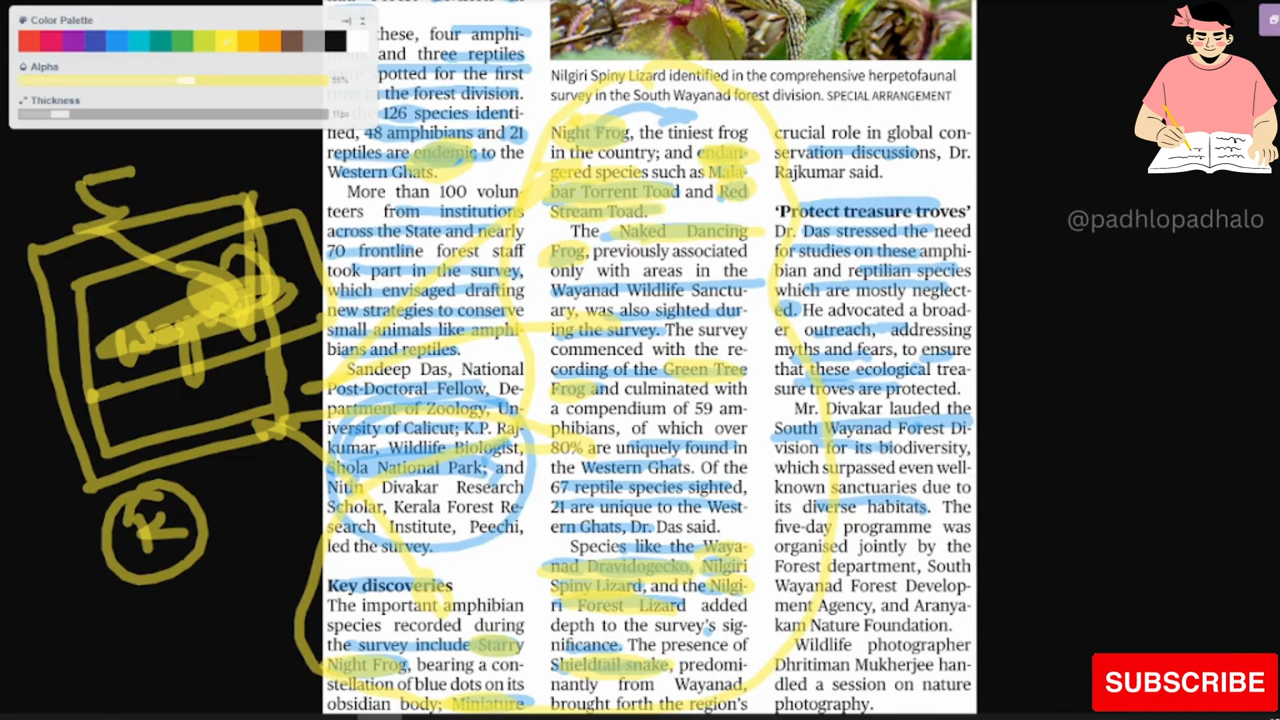 Color Palette
Alpha
Thickness
these, four amphi-
and three reptiles
spotted for the first
the forest division.
126 species identi-
fied, 48 amphibians and 21
reptiles are endemic to the
Western Ghats.
More than 100 volun-
teers from institutions
across the State and nearly
70 frontline forest staff
took part in the survey,
which envisaged drafting
new strategies to conserve
small animals like amphi-
bians and reptiles.
Sandeep Das, National
Post-Doctoral Fellow, De-
partment of Zoology, Un-
iversity of Calicut; K.P. Raj-
kumar, Wildlife Biologist,
Shola National Park; and
Nitin Divakar Research
Scholar, Kerala Forest Re-
search Institute, Peechi,
led the survey.
Key discoveries
The important amphibian
species recorded during
the survey include Starry
Night Frog, bearing a con-
stellation of blue dots on its
obsidian body; Miniature
Nilgiri Spiny Lizard identified in the comprehensive herpetofaunal
survey in the South Wayanad forest division. SPECIAL ARRANGEMENT
Night Frog, the tiniest frog
in the country; and endan-
gered species such as Mala-
bar Torrent Toad and Red
Stream Toad.
The Naked Dancing
Frog, previously associated
only with areas in the
Wayanad Wildlife Sanctu-
ary, was also sighted dur-
ing the survey. The survey
commenced with the re-
cording of the Green Tree
Frog and culminated with
a compendium of 59 am-
phibians, of which over
80% are uniquely found in
the Western Ghats. Of the
67 reptile species sighted,
21 are unique to the West-
ern Ghats, Dr. Das said.
Species like the Waya-
nad Dravidogecko, Nilgiri
Spiny Lizard, and the Nilgi-
ri Forest Lizard added
depth to the survey's sig-
nificance. The presence of
Shieldtail snake, predomi-
nantly from Wayanad,
brought forth the region's
crucial role in global con-
servation discussions, Dr.
Rajkumar said.
'Protect treasure troves'
Dr. Das stressed the need
for studies on these amphi-
bian and reptilian species
which are mostly neglect-
ed. He advocated a broad-
er outreach, addressing
myths and fears, to ensure
that these ecological trea-
sure troves are protected.
Mr. Divakar lauded the
South Wayanad Forest Di-
vision for its biodiversity,
which surpassed even well-
known sanctuaries due to
its diverse habitats. The
five-day programme was
organised jointly by the
Forest department, South
Wayanad Forest Develop-
ment Agency, and Aranya-
kam Nature Foundation.
Wildlife photographer
Dhritiman Mukherjee han-
dled a session on nature
photography.
@padhlopadhalo
SUBSCRIBE